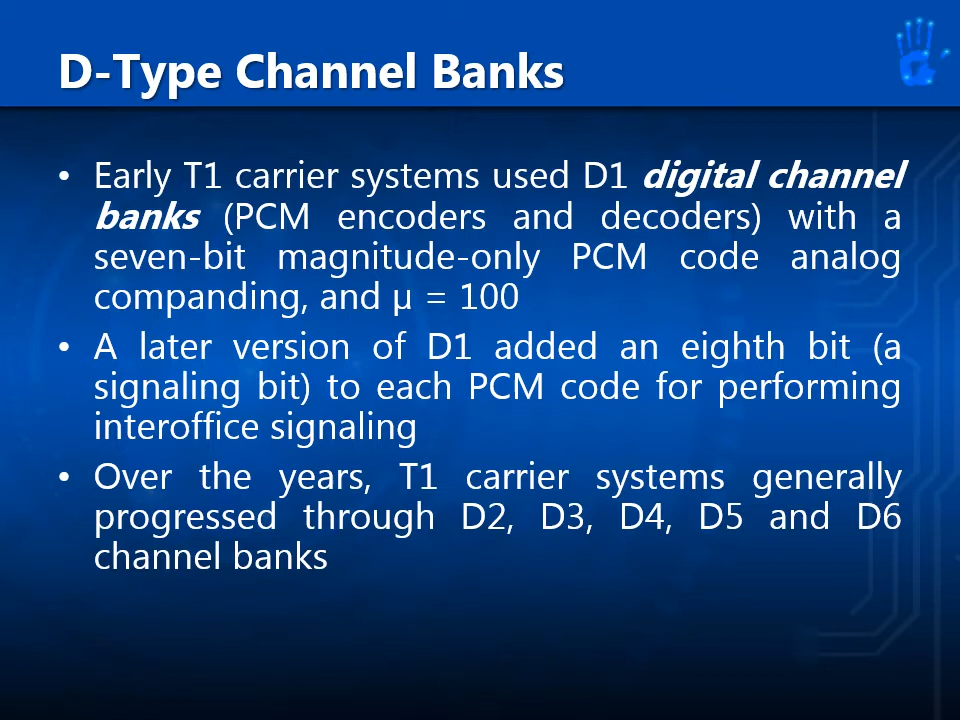 D-Type Channel Banks
• Early T1 carrier systems used D1 digital channel
banks (PCM encoders and decoders) with a
seven-bit magnitude-only PCM code analog
companding, and μ = 100
• A later version of D1 added an eighth bit (a
signaling bit) to each PCM code for performing
interoffice signaling
• Over the years, T1 carrier systems generally
progressed through D2, D3, D4, D5 and D6
channel banks